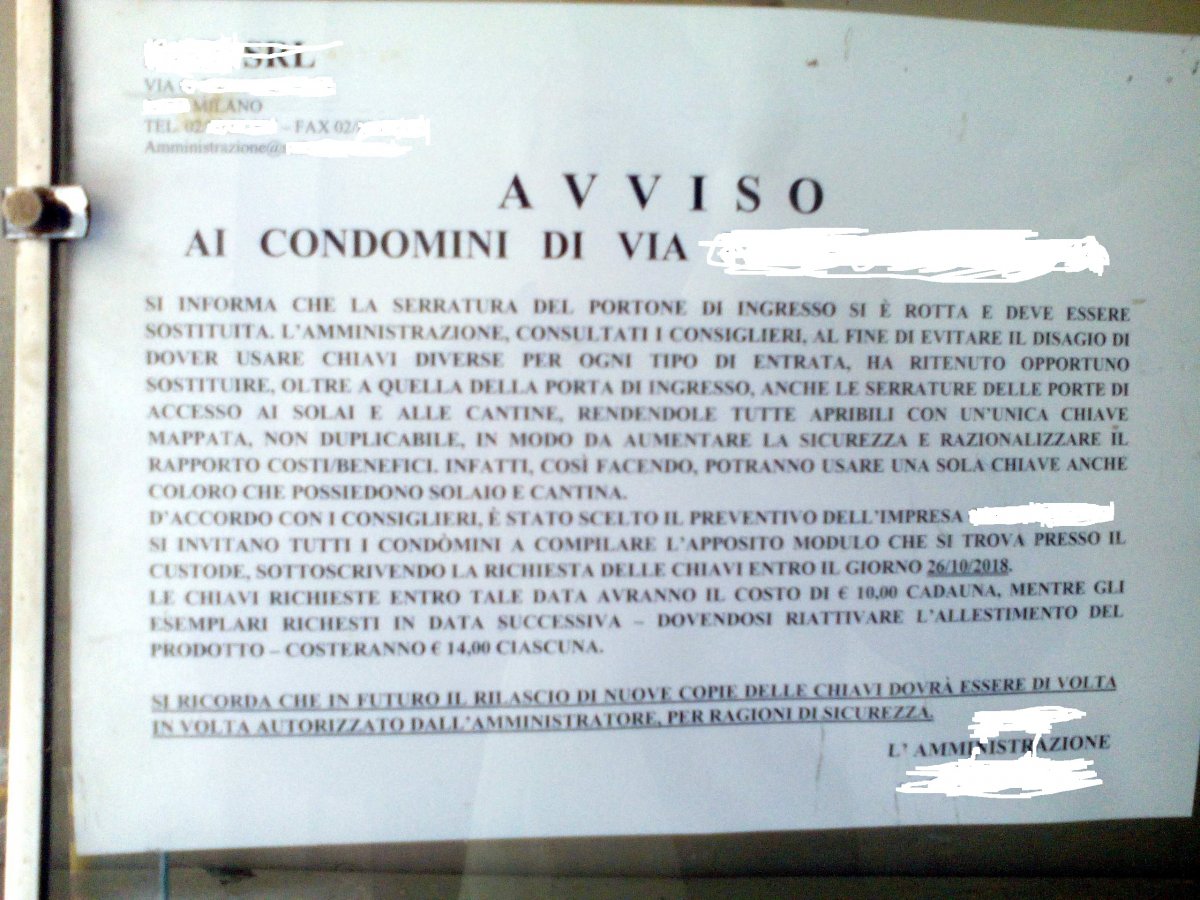 SRL
VIA
MILANO
TEL. 02/ – FAX 02/
Amministrazione@
AVVISO
AI CONDOMINI DI VIA
SI INFORMA CHE LA SERRATURA DEL PORTONE DI INGRESSO SI È ROTTA E DEVE ESSERE
SOSTITUITA. L'AMMINISTRAZIONE, CONSULTATI I CONSIGLIERI, AL FINE DI EVITARE IL DISAGIO DI
DOVER USARE CHIAVI DIVERSE PER OGNI TIPO DI ENTRATA, HA RITENUTO OPPORTUNO
SOSTITUIRE, OLTRE A QUELLA DELLA PORTA DI INGRESSO, ANCHE LE SERRATURE DELLE PORTE DI
ACCESSO AI SOLAI E ALLE CANTINE, RENDENDOLE TUTTE APRIBILI CON UN'UNICA CHIAVE
MAPPATA, NON DUPLICABILE, IN MODO DA AUMENTARE LA SICUREZZA E RAZIONALIZZARE IL
RAPPORTO COSTI/BENEFICI. INFATTI, COSÌ FACENDO, POTRANNO USARE UNA SOLA CHIAVE ANCHE
COLORO CHE POSSIEDONO SOLAIO E CANTINA.
D'ACCORDO CON I CONSIGLIERI, È STATO SCELTO IL PREVENTIVO DELL'IMPRESA
SI INVITANO TUTTI I CONDÒMINI A COMPILARE L'APPOSITO MODULO CHE SI TROVA PRESSO IL
CUSTODE, SOTTOSCRIVENDO LA RICHIESTA DELLE CHIAVI ENTRO IL GIORNO 26/10/2018.
LE CHIAVI RICHIESTE ENTRO TALE DATA AVRANNO IL COSTO DI € 10,00 CADAUNA, MENTRE GLI
ESEMPLARI RICHESTI IN DATA SUCCESSIVA – DOVENDOSI RIATTIVARE L'ALLESTIMENTO DEL
PRODOTTO – COSTERANNO € 14,00 CIASCUNA.
SI RICORDA CHE IN FUTURO IL RILASCIO DI NUOVE COPIE DELLE CHIAVI DOVRÀ ESSERE DI VOLTA
IN VOLTA AUTORIZZATO DALL'AMMINISTRATORE, PER RAGIONI DI SICUREZZA.
L' AMMINISTRAZIONE